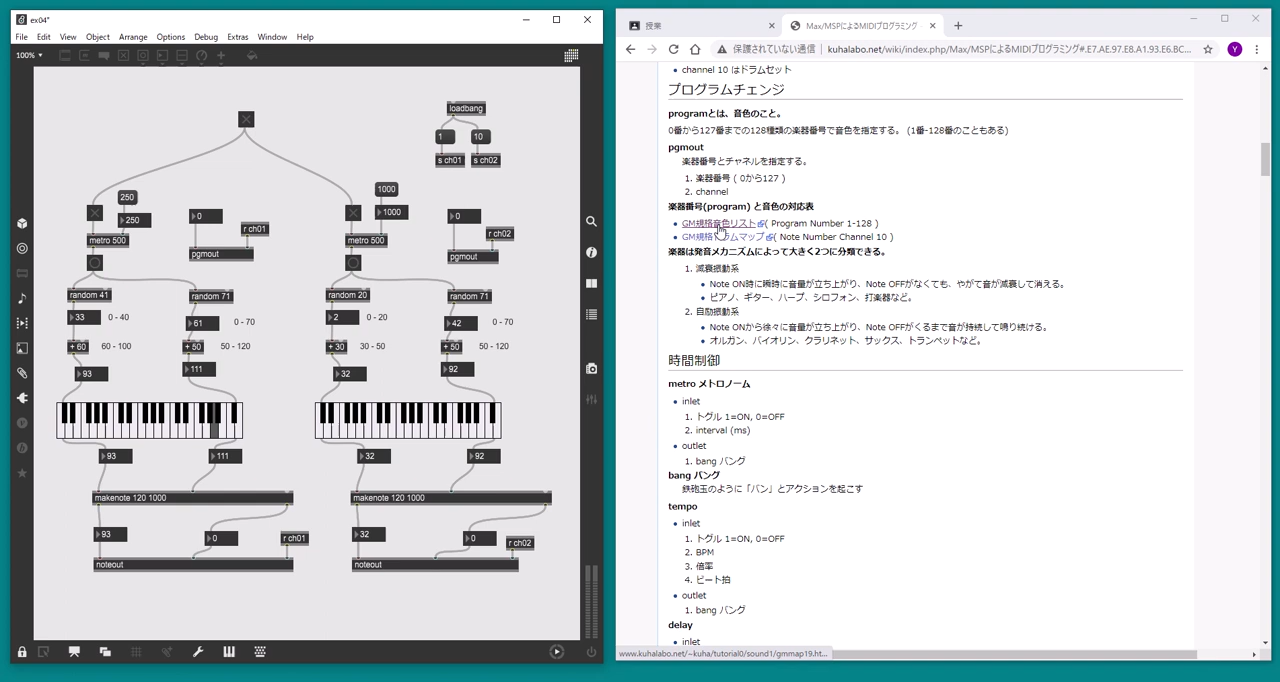 ex04*
File Edit View Object Arrange Options Debug Extras Window Help
100%
loadbang
1 10
s ch01 s ch02
250 1000
250 1000
0 r ch01 0 r ch02
metro 500 metro 500
pgmout pgmout
random 41 random 71 random 20 random 71
33 0 - 40 61 0 - 70 2 0 - 20 42 0 - 70
+ 60 60 - 100 + 50 50 - 120 + 30 30 - 50 + 50 50 - 120
93 111 32 92
93 111 32 92
makenote 120 1000 makenote 120 1000
93 0 r ch01 32 0 r ch02
noteout noteout
授業 Max/MSPによるMIDIプログラミング
保護されていない通信 kuhalabo.net/wiki/index.php/Max/MSPによるMIDIプログラミング#.E7.AE.97.E8.A1.93.E6.BC... Y
channel 10 はドラムセット
プログラムチェンジ
programとは、音色のこと。
0番から127番までの128種類の楽器番号で音色を指定する。 (1番-128番のこともある)
pgmout
楽器番号とチャネルを指定する。
1. 楽器番号 ( 0から127 )
2. channel
楽器番号(program) と音色の対応表
GM規格音色リスト( Program Number 1-128 )
GM規格ドラムマップ( Note Number Channel 10 )
楽器は発音メカニズムによって大きく2つに分類できる。
1. 減衰振動系
Note ON時に瞬時に音量が立ち上がり、Note OFFがなくても、やがて音が減衰して消える。
ピアノ、ギター、ハープ、シロフォン、打楽器など。
2. 自励振動系
Note ONから徐々に音量が立ち上がり、Note OFFがくるまで音が持続して鳴り続ける。
オルガン、バイオリン、クラリネット、サックス、トランペットなど。
時間制御
metro メトロノーム
inlet
1. トグル 1=ON, 0=OFF
2. interval (ms)
outlet
1. bang バング
bang バング
鉄砲玉のように「バン」とアクションを起こす
tempo
inlet
1. トグル 1=ON, 0=OFF
2. BPM
3. 倍率
4. ビート拍
outlet
1. bang バング
delay
inlet
www.kuhalabo.net/~kuha/tutorial0/sound1/gmmap19.ht...